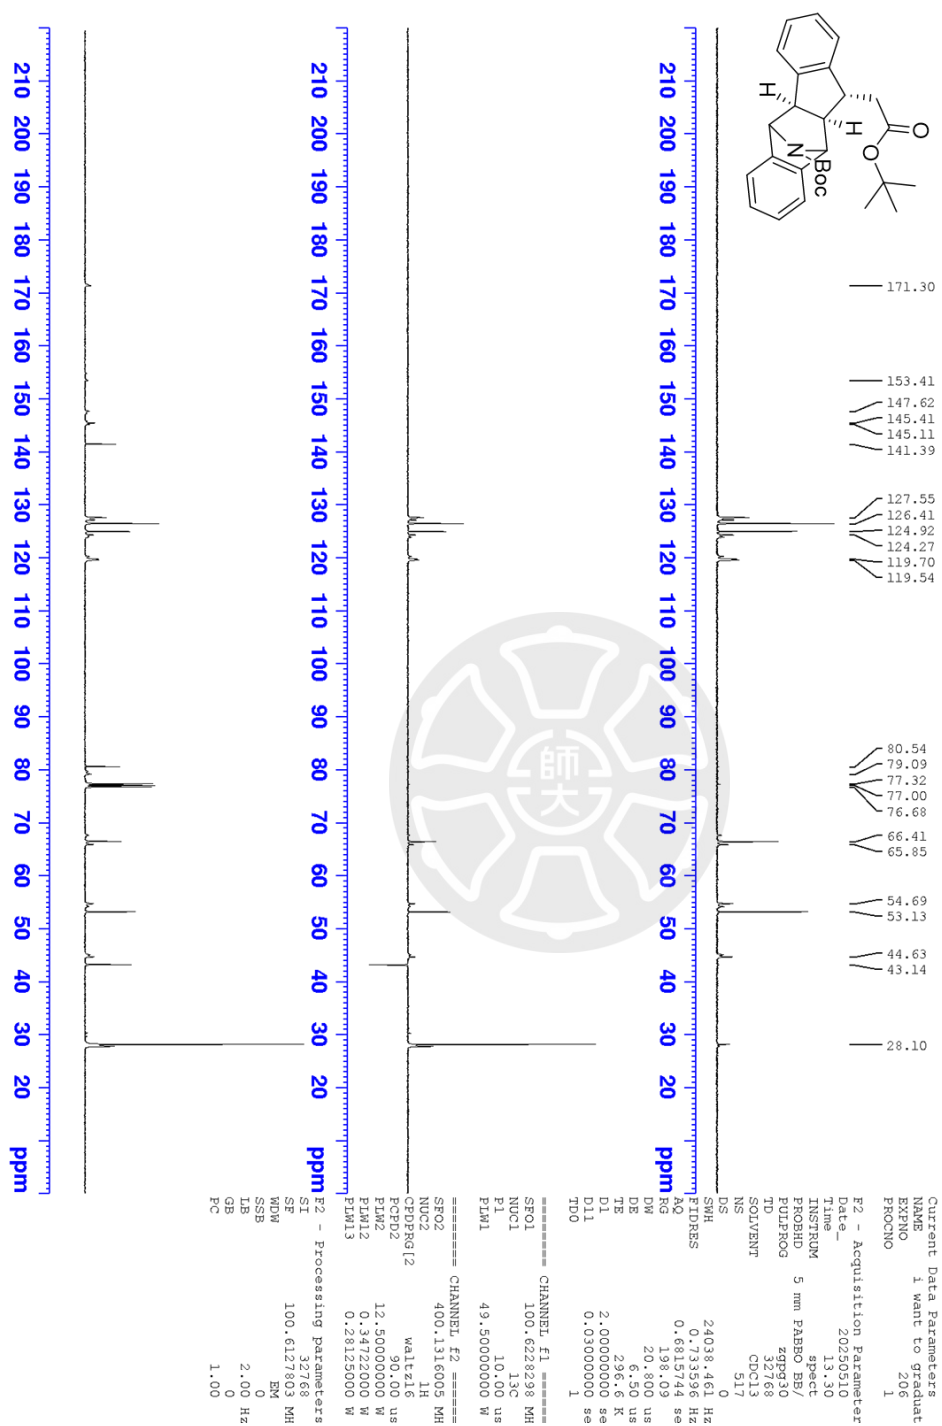 H
H
N
Boc
O
O
171.30
153.41
147.62
145.41
145.11
141.39
127.55
126.41
124.92
124.27
119.70
119.54
80.54
79.09
77.32
77.00
76.68
66.41
65.85
54.69
53.13
44.63
43.14
28.10
210 200 190 180 170 160 150 140 130 120 110 100 90 80 70 60 50 40 30 20 ppm
210 200 190 180 170 160 150 140 130 120 110 100 90 80 70 60 50 40 30 20 ppm
210 200 190 180 170 160 150 140 130 120 110 100 90 80 70 60 50 40 30 20 ppm
師大
Current Data Parameters
NAME i want to graduat
EXPNO 206
PROCNO 1
F2 - Acquisition Parameter
Date_ 20250510
Time 13.30
INSTRUM spect
PROBHD 5 mm PABBO BB/
PULPROG zgpg30
TD 32768
SOLVENT CDCl3
NS 517
DS 0
SWH 24038.461 Hz
FIDRES 0.733596 Hz
AQ 0.6815744 se
RG 198.09
DW 20.800 us
DE 6.50 us
TE 296.6 K
D1 2.00000000 se
D11 0.03000000 se
TD0 1
======== CHANNEL f1 ========
SFO1 100.6228298 MH
NUC1 13C
P1 10.00 us
PLW1 49.50000000 W
======== CHANNEL f2 ========
SFO2 400.1316005 MH
NUC2 1H
CPDPRG[2 waltz16
PCPD2 90.00 us
PLW2 12.50000000 W
PLW12 0.34722000 W
PLW13 0.28125000 W
F2 - Processing parameters
SI 32768
SF 100.6127803 MH
WDW EM
SSB 0
LB 2.00 Hz
GB 0
PC 1.00